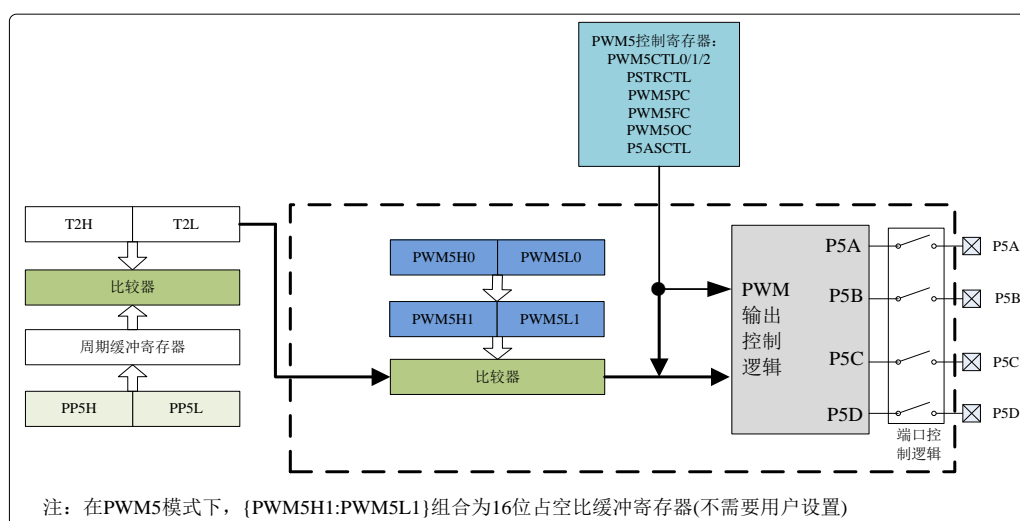 PWM5控制寄存器：
PWM5CTL0/1/2
PSTRCTL
PWM5PC
PWM5FC
PWM5OC
P5ASCTL
T2H T2L
比较器
周期缓冲寄存器
PP5H PP5L
PWM5H0 PWM5L0
PWM5H1 PWM5L1
比较器
PWM
输出
控制
逻辑
P5A
P5B
P5C
P5D
端口控
制逻辑
P5A
P5B
P5C
P5D
注：在PWM5模式下，{PWM5H1:PWM5L1}组合为16位占空比缓冲寄存器(不需要用户设置)